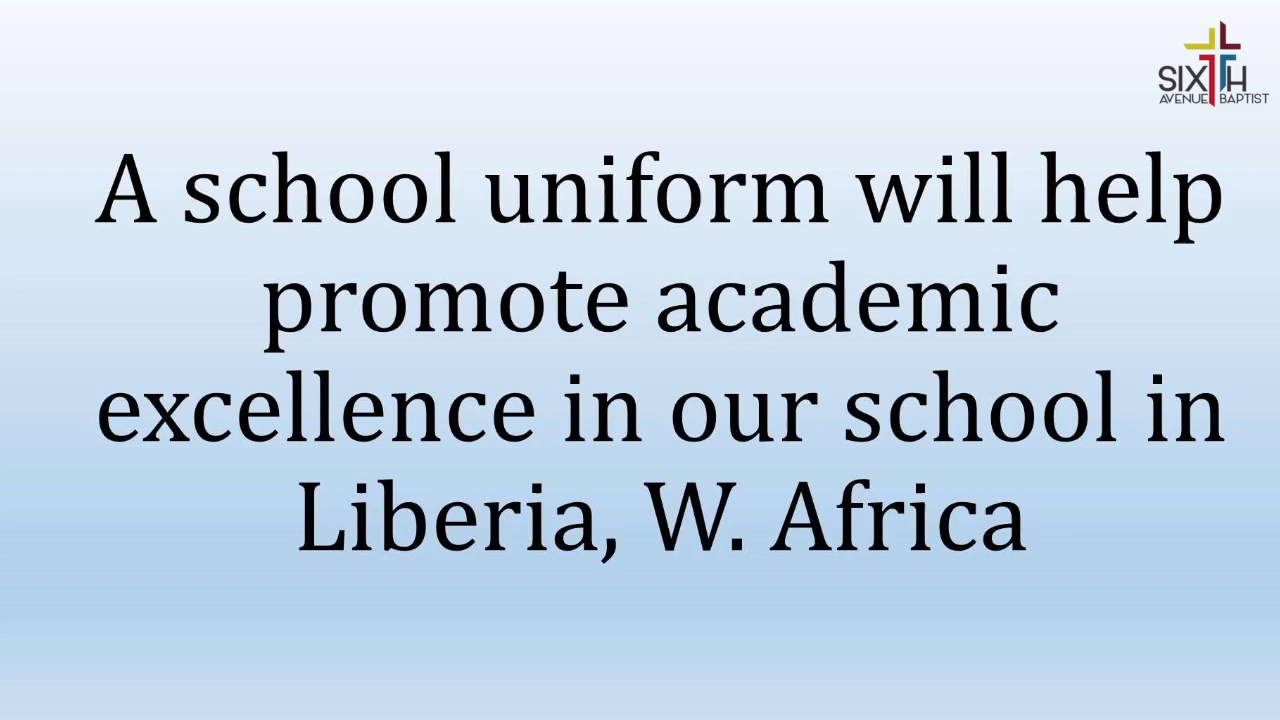 SIXTH
AVENUE BAPTIST
A school uniform will help
promote academic
excellence in our school in
Liberia, W. Africa